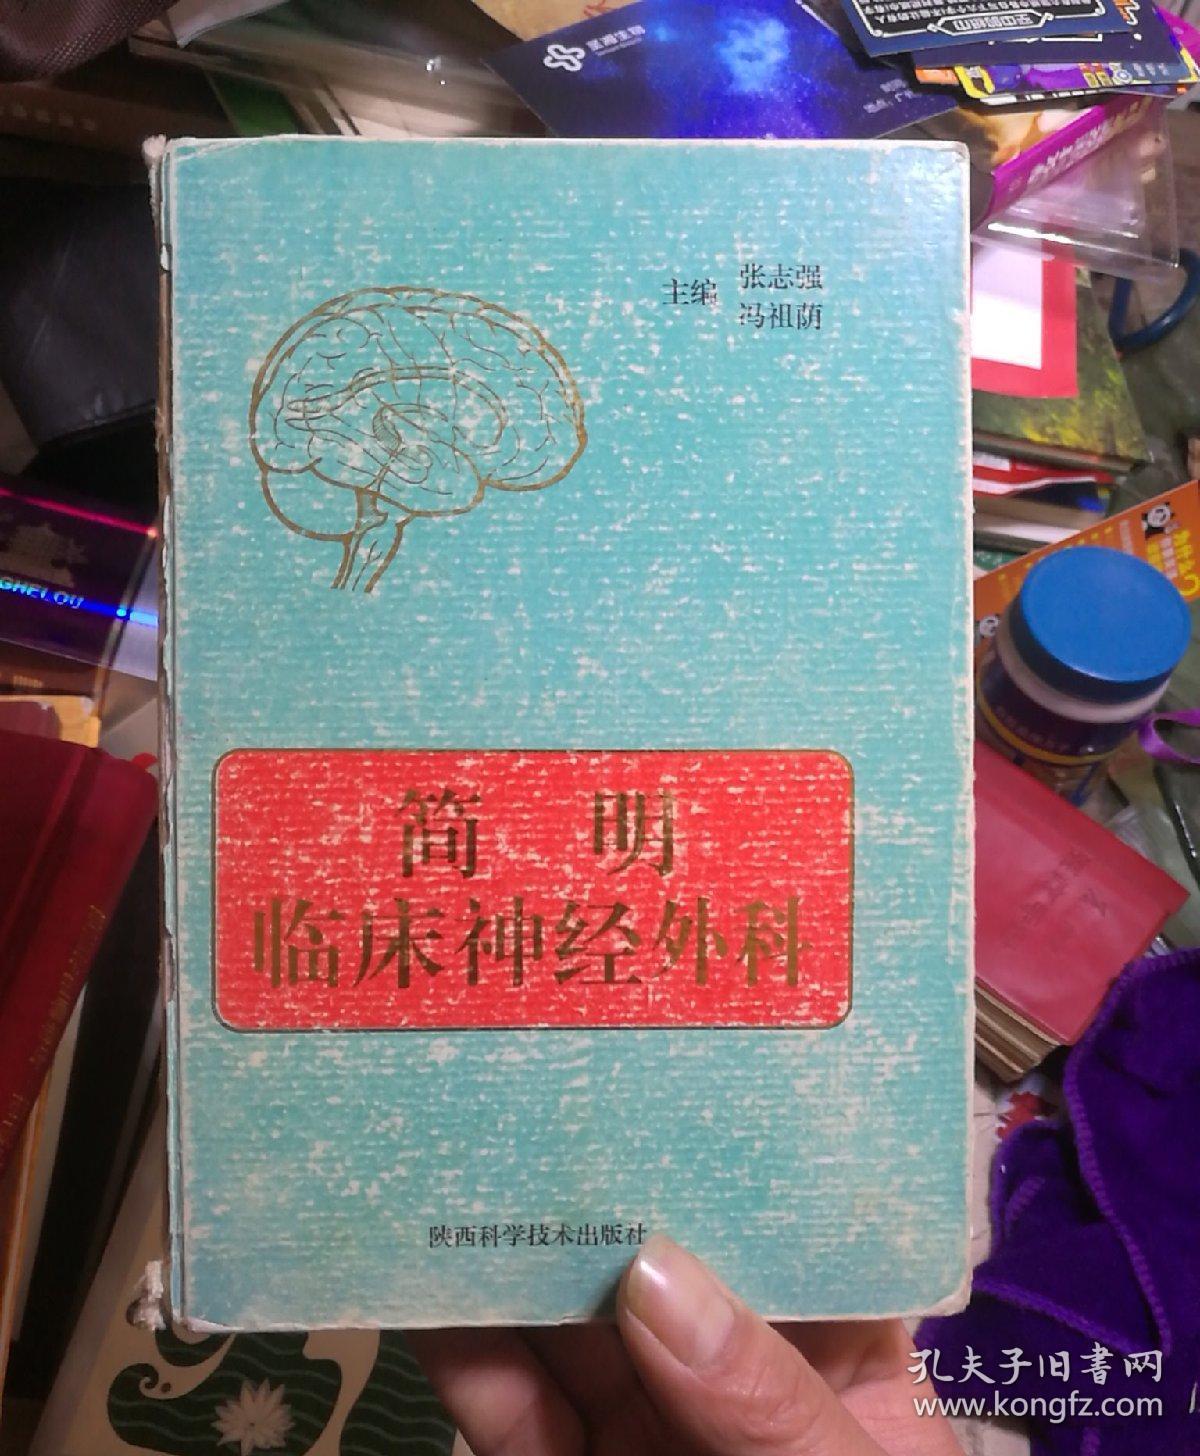 主编 张志强
冯祖荫
简 明
临床神经外科
陕西科学技术出版社
孔夫子旧书网
www.kongfz.com